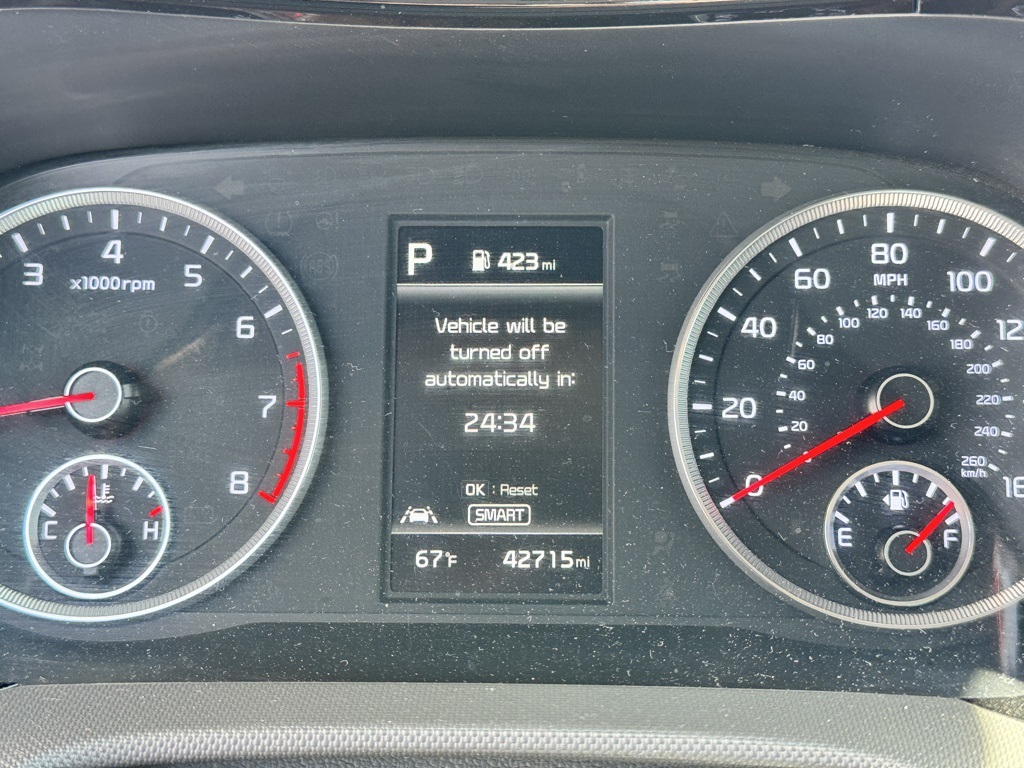 3
4
5
6
7
8
x1000rpm
C
H
P
423 mi
Vehicle will be
turned off
automatically in:
24:34
OK : Reset
SMART
67°F
42715 mi
0
20
40
60
80
100
MPH
20
40
60
80
100
120
140
160
180
200
220
240
260
km/h
E
F